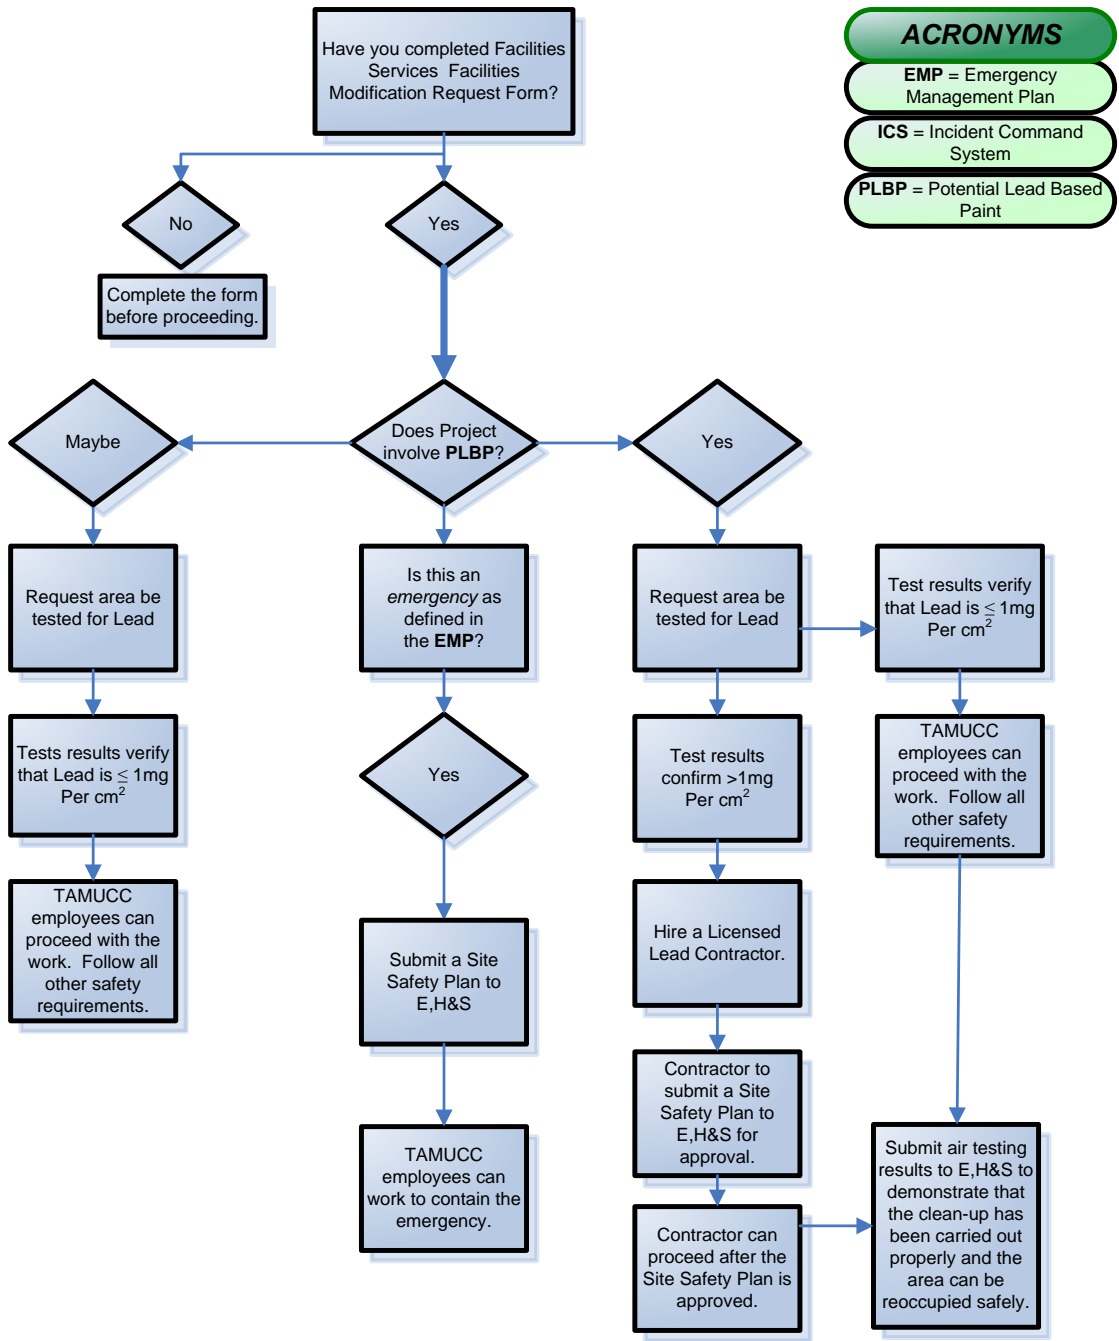 Have you completed Facilities
Services Facilities
Modification Request Form?
ACRONYMS
EMP = Emergency
Management Plan
ICS = Incident Command
System
PLBP = Potential Lead Based
Paint
No
Yes
Complete the form
before proceeding.
Maybe
Does Project
involve PLBP?
Yes
Request area be
tested for Lead
Is this an
emergency as
defined in
the EMP?
Request area be
tested for Lead
Test results verify
that Lead is ≤ 1mg
Per cm²
Tests results verify
that Lead is ≤ 1mg
Per cm²
Yes
Test results
confirm >1mg
Per cm²
TAMUCC
employees can
proceed with the
work. Follow all
other safety
requirements.
TAMUCC
employees can
proceed with the
work. Follow all
other safety
requirements.
Submit a Site
Safety Plan to
E,H&S
Hire a Licensed
Lead Contractor.
Contractor to
submit a Site
Safety Plan to
E,H&S for
approval.
TAMUCC
employees can
work to contain the
emergency.
Contractor can
proceed after the
Site Safety Plan is
approved.
Submit air testing
results to E,H&S to
demonstrate that
the clean-up has
been carried out
properly and the
area can be
reoccupied safely.